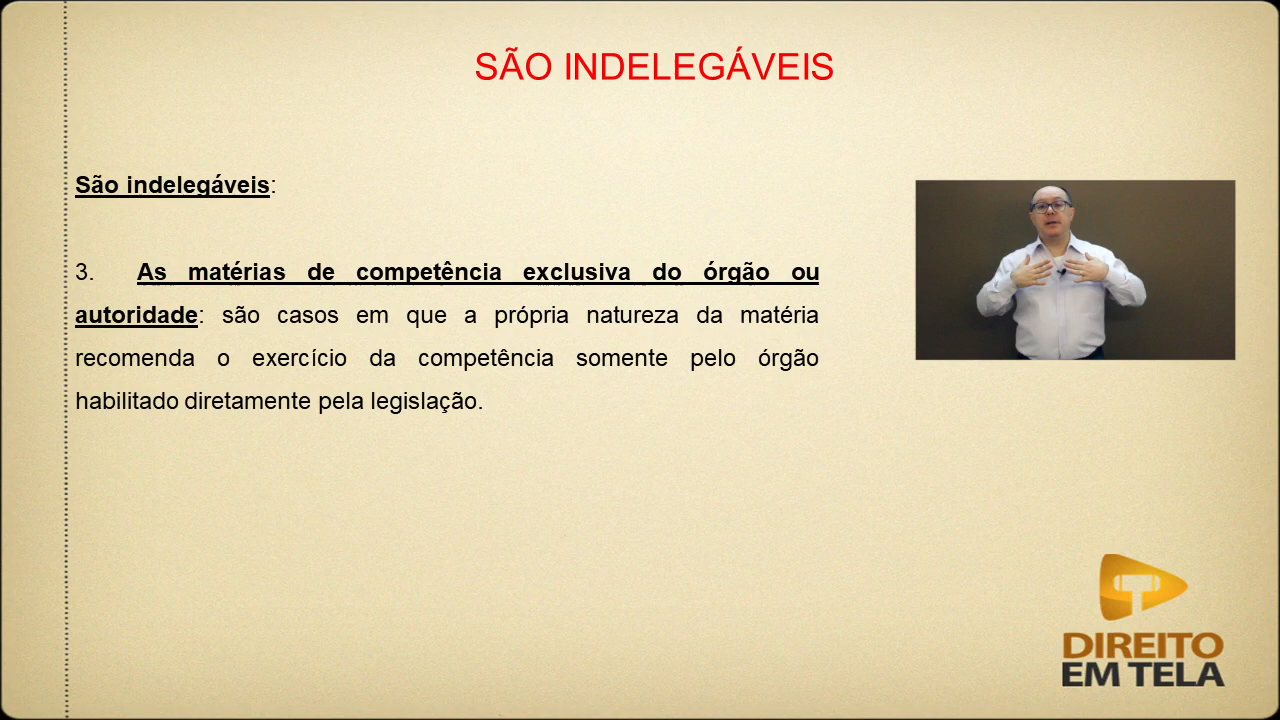 SÃO INDELEGÁVEIS
São indelegáveis:
3. As matérias de competência exclusiva do órgão ou
autoridade: são casos em que a própria natureza da matéria
recomenda o exercício da competência somente pelo órgão
habilitado diretamente pela legislação.
DIREITO
EM TELA